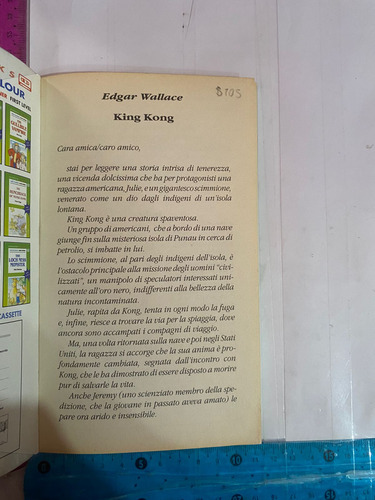 Edgar Wallace
8105
King Kong
Cara amica/caro amico,
stai per leggere una storia intrisa di tenerezza,
una vicenda dolcissima che ha per protagonisti una
ragazza americana, Julie, e un gigantesco scimmione,
venerato come un dio dagli indigeni di un'isola
lontana.
King Kong è una creatura spaventosa.
Un gruppo di americani, che a bordo di una nave
giunge fin sulla misteriosa isola di Punau in cerca di
petrolio, si imbatte in lui.
Lo scimmione, al pari degli indigeni dell'isola, è
l'ostacolo principale alla missione degli uomini "civi-
lizzati", un manipolo di speculatori interessati unica-
mente all'oro nero, indifferenti alla bellezza della
natura incontaminata.
Julie, rapita da Kong, tenta in ogni modo la fuga
e, infine, riesce a trovare la via per la spiaggia, dove
ancora sono accampati i compagni di viaggio.
Ma, una volta ritornata sulla nave e poi negli Stati
Uniti, la ragazza si accorge che la sua anima è pro-
fondamente cambiata, segnata dall'incontro con
Kong, che le ha dimostrato di essere disposto a morire
pur di salvarle la vita.
Anche Jeremy (uno scienziato membro della spe-
dizione, che la giovane in passato aveva amato) le
pare ora arido e insensibile.
K S
LOUR
FIRST LEVEL
CASSETTE